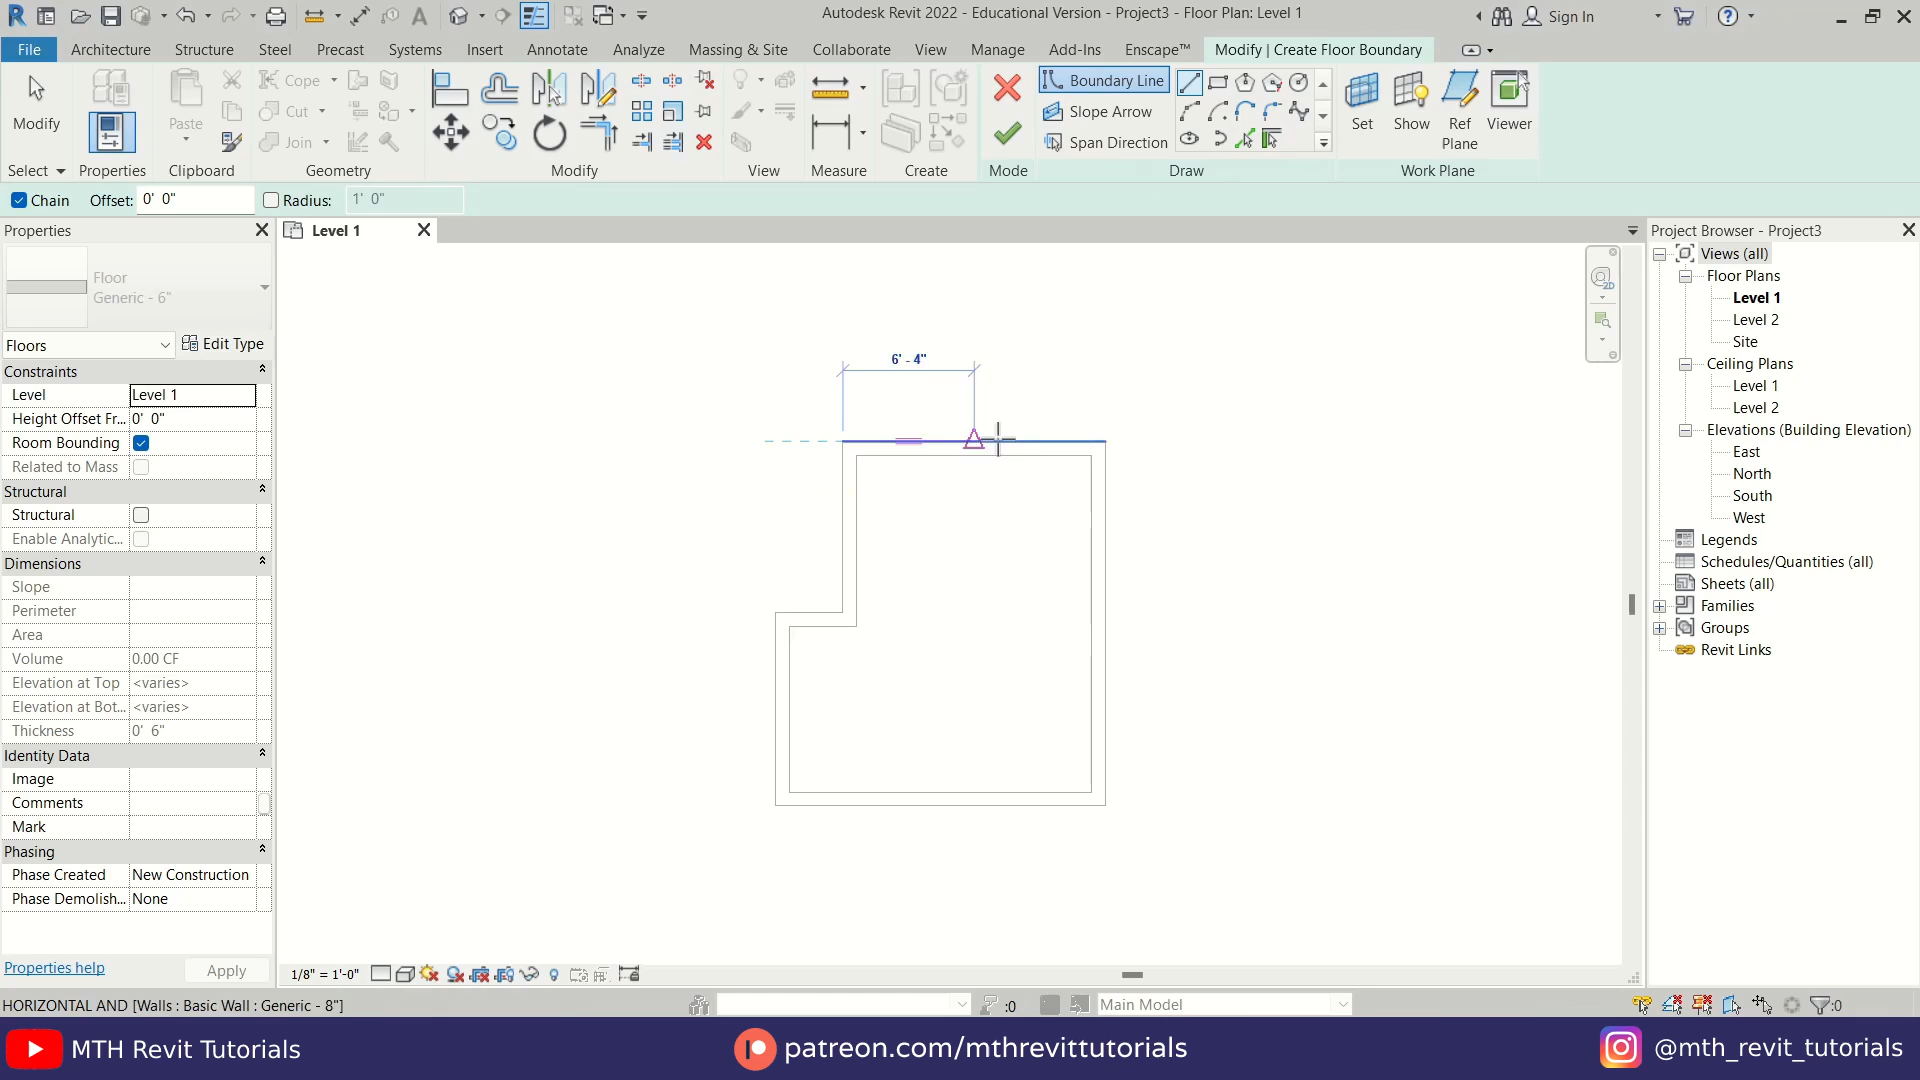 Autodesk Revit 2022 - Educational Version - Project3 - Floor Plan: Level 1
Sign In
File Architecture Structure Steel Precast Systems Insert Annotate Analyze Massing & Site Collaborate View Manage Add-Ins Enscape™ Modify | Create Floor Boundary
Modify
Paste
Cope
Cut
Join
Boundary Line
Slope Arrow
Span Direction
Set
Show
Ref
Plane
Viewer
Select Properties Clipboard Geometry Modify View Measure Create Mode Draw Work Plane
Chain Offset: 0' 0" Radius: 1' 0"
Properties
Floor
Generic - 6"
Floors Edit Type
Constraints
Level Level 1
Height Offset Fr... 0' 0"
Room Bounding
Related to Mass
Structural
Structural
Enable Analytic...
Dimensions
Slope
Perimeter
Area
Volume 0.00 CF
Elevation at Top <varies>
Elevation at Bot... <varies>
Thickness 0' 6"
Identity Data
Image
Comments
Mark
Phasing
Phase Created New Construction
Phase Demolish... None
Properties help Apply
Level 1
6' - 4"
1/8" = 1'-0"
Project Browser - Project3
Views (all)
Floor Plans
Level 1
Level 2
Site
Ceiling Plans
Level 1
Level 2
Elevations (Building Elevation)
East
North
South
West
Legends
Schedules/Quantities (all)
Sheets (all)
Families
Groups
Revit Links
HORIZONTAL AND [Walls : Basic Wall : Generic - 8"] :0 Main Model :0
MTH Revit Tutorials patreon.com/mthrevittutorials @mth_revit_tutorials